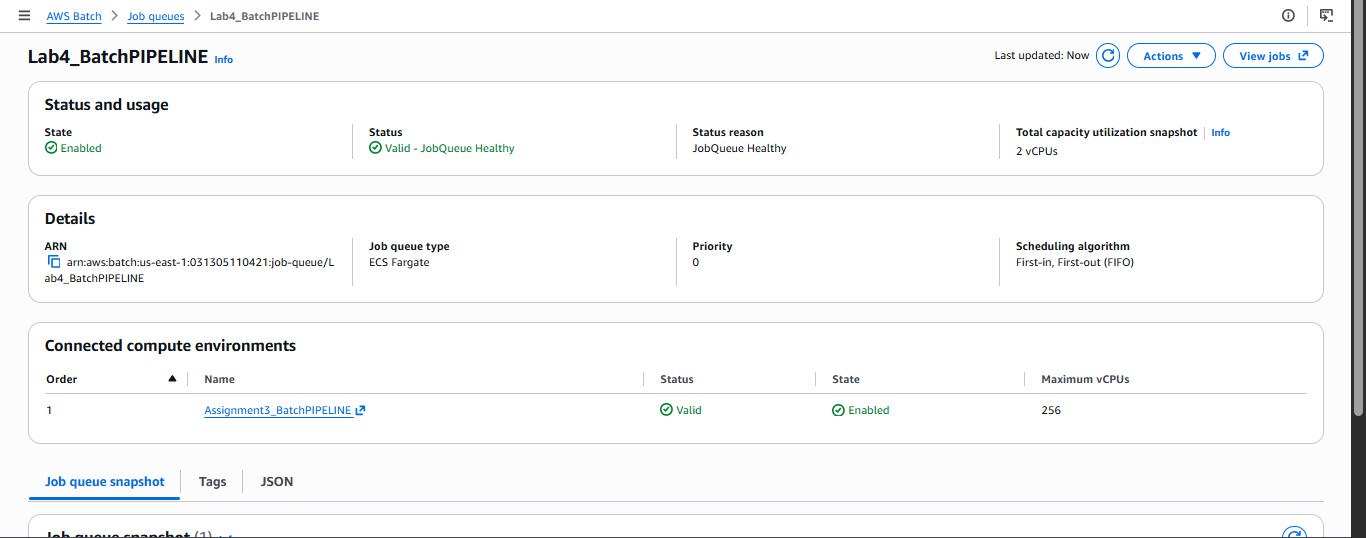 AWS Batch > Job queues > Lab4_BatchPIPELINE
Lab4_BatchPIPELINE Info
Last updated: Now
Actions
View jobs
Status and usage
State
Enabled
Status
Valid - JobQueue Healthy
Status reason
JobQueue Healthy
Total capacity utilization snapshot Info
2 vCPUs
Details
ARN
arn:aws:batch:us-east-1:031305110421:job-queue/L
ab4_BatchPIPELINE
Job queue type
ECS Fargate
Priority
0
Scheduling algorithm
First-in, First-out (FIFO)
Connected compute environments
Order Name Status State Maximum vCPUs
1 Assignment3_BatchPIPELINE Valid Enabled 256
Job queue snapshot Tags JSON
Job queue snapshot (1)